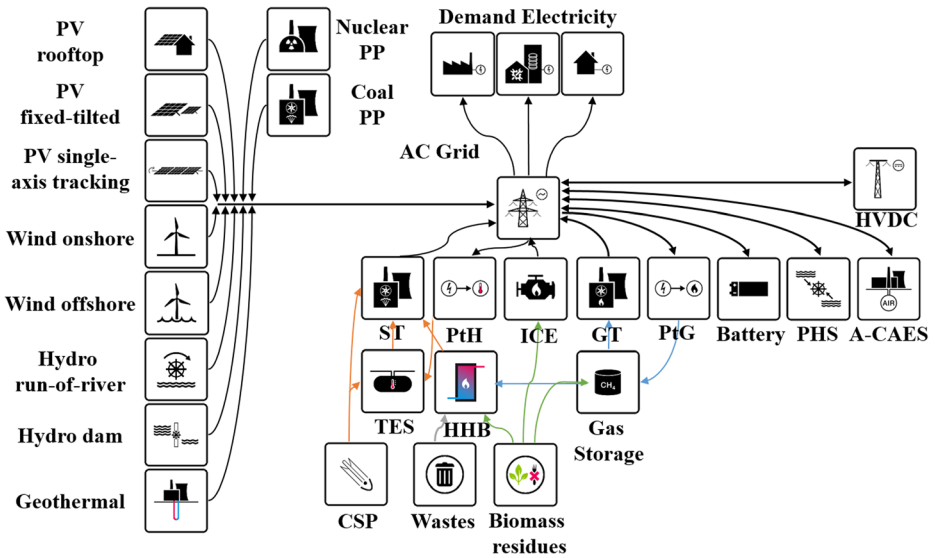 PV
rooftop
PV
fixed-tilted
PV single-
axis tracking
Wind onshore
Wind offshore
Hydro
run-of-river
Hydro dam
Geothermal
Nuclear
PP
Coal
PP
Demand Electricity
AC Grid
HVDC
ST
PtH
ICE
GT
PtG
Battery
PHS
A-CAES
AIR
TES
HHB
CH4
Gas
Storage
CSP
Wastes
Biomass
residues